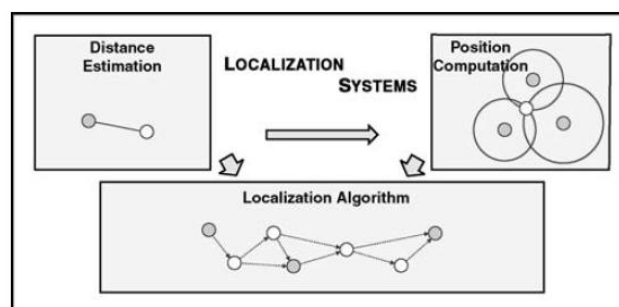 Distance
Estimation
LOCALIZATION
SYSTEMS
Position
Computation
Localization Algorithm